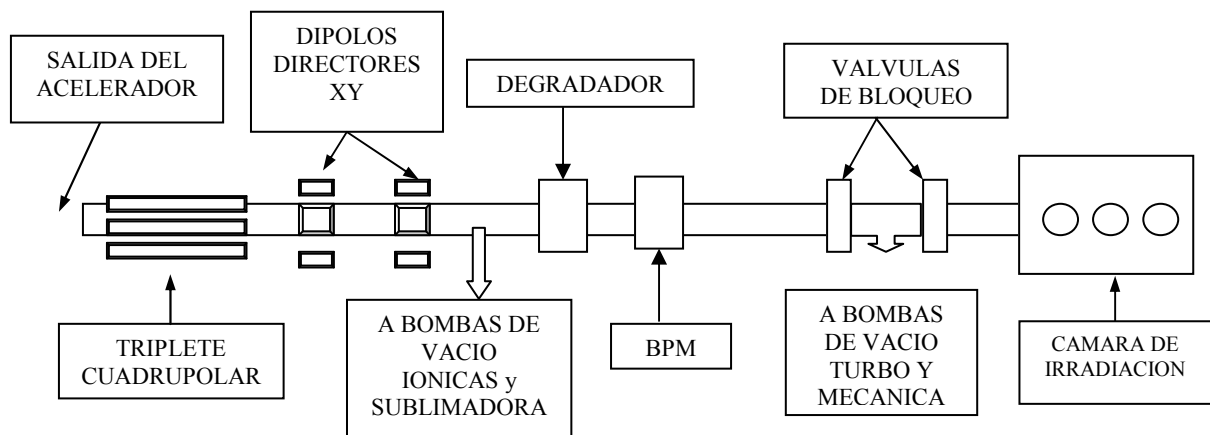 SALIDA DEL
ACELERADOR
DIPOLOS
DIRECTORES
XY
DEGRADADOR
VALVULAS
DE BLOQUEO
TRIPLETE
CUADRUPOLAR
A BOMBAS DE
VACIO
IONICAS y
SUBLIMADORA
BPM
A BOMBAS
DE VACIO
TURBO Y
MECANICA
CAMARA DE
IRRADIACION